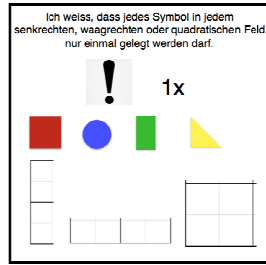 Ich weiss, dass jedes Symbol in jedem
senkrechten, waagrechten oder quadratischen Feld
nur einmal gelegt werden darf.
! 1x